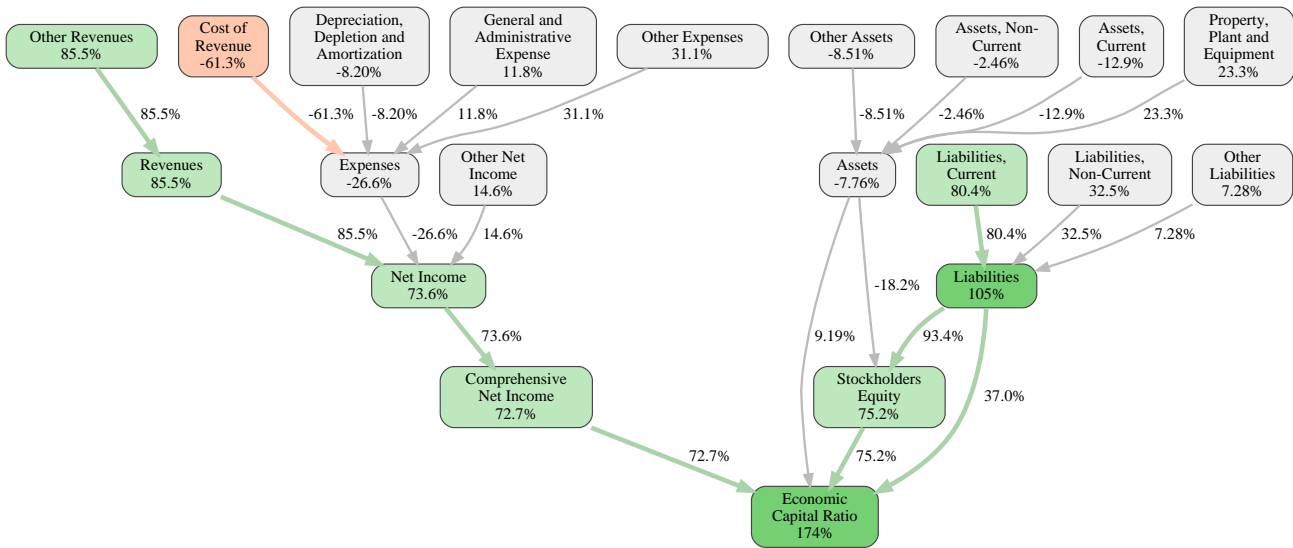 Other Revenues
85.5%
Cost of
Revenue
-61.3%
Depreciation,
Depletion and
Amortization
-8.20%
General and
Administrative
Expense
11.8%
Other Expenses
31.1%
Other Assets
-8.51%
Assets, Non-
Current
-2.46%
Assets,
Current
-12.9%
Property,
Plant and
Equipment
23.3%
85.5%
-61.3%
-8.20%
11.8%
31.1%
-8.51%
-2.46%
-12.9%
23.3%
Revenues
85.5%
Expenses
-26.6%
Other Net
Income
14.6%
Assets
-7.76%
Liabilities,
Current
80.4%
Liabilities,
Non-Current
32.5%
Other
Liabilities
7.28%
85.5%
-26.6%
14.6%
80.4%
32.5%
7.28%
Net Income
73.6%
-18.2%
Liabilities
105%
73.6%
9.19%
93.4%
Comprehensive
Net Income
72.7%
Stockholders
Equity
75.2%
37.0%
72.7%
75.2%
Economic
Capital Ratio
174%